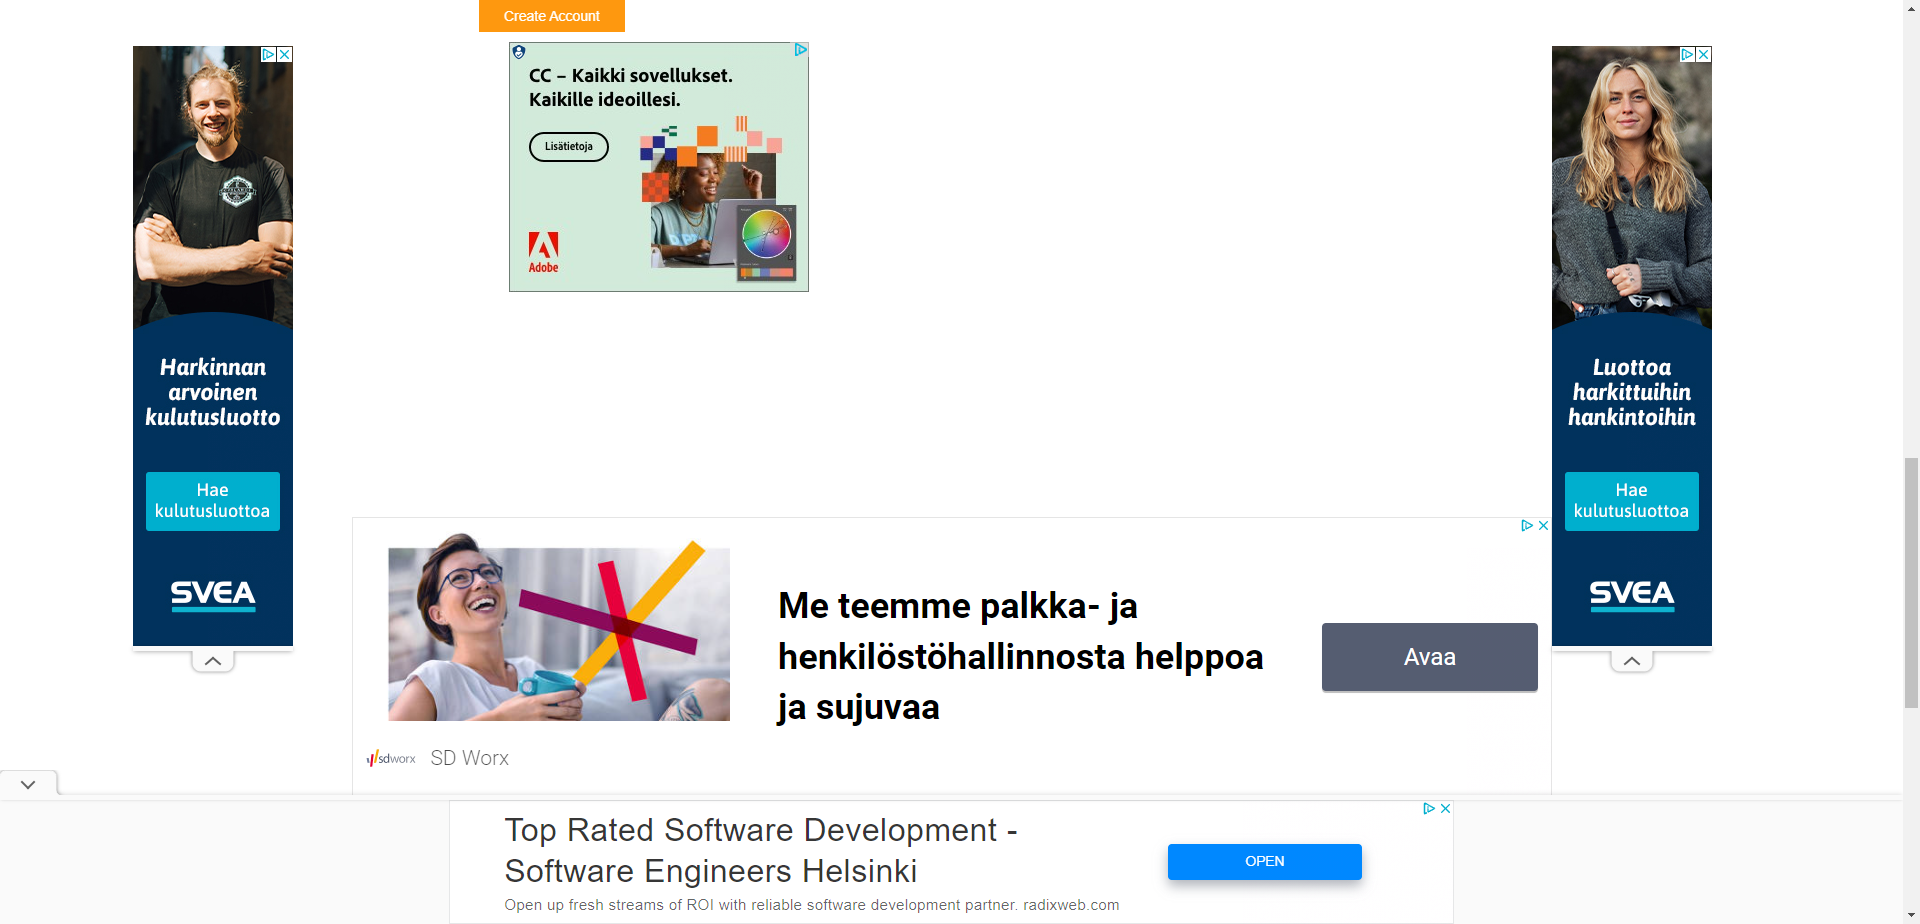 Create Account
CC – Kaikki sovellukset.
Kaikille ideoillesi.
Lisätietoja
Adobe
Harkinnan
arvoinen
kulutusluotto
Hae
kulutusluottoa
SVEA
Luottoa
harkittuihin
hankintoihin
Hae
kulutusluottoa
SVEA
Me teemme palkka- ja
henkilöstöhallinnosta helppoa
ja sujuvaa
Avaa
sdworx
SD Worx
Top Rated Software Development -
Software Engineers Helsinki
Open up fresh streams of ROI with reliable software development partner. radixweb.com
OPEN